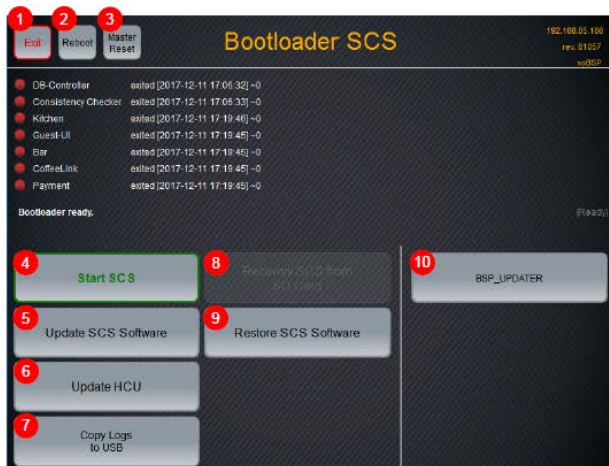 1
2
3
Exit
Reboot
Master
Reset
Bootloader SCS
192.168.85.186
rev. 61057
noBSP
DB-Controller exited [2017-12-11 17:06:32] ~0
Consistency Checker exited [2017-12-11 17:06:33] ~0
Kitchen exited [2017-12-11 17:19:46] ~0
Guest-UI exited [2017-12-11 17:19:45] ~0
Bar exited [2017-12-11 17:19:45] ~0
CoffeeLink exited [2017-12-11 17:19:45] ~0
Payment exited [2017-12-11 17:19:45] ~0
Bootloader ready.
[Ready]
4
Start SCS
8
Recovery SCS from
SD Card
10
BSP_UPDATER
5
Update SCS Software
9
Restore SCS Software
6
Update HCU
7
Copy Logs
to USB